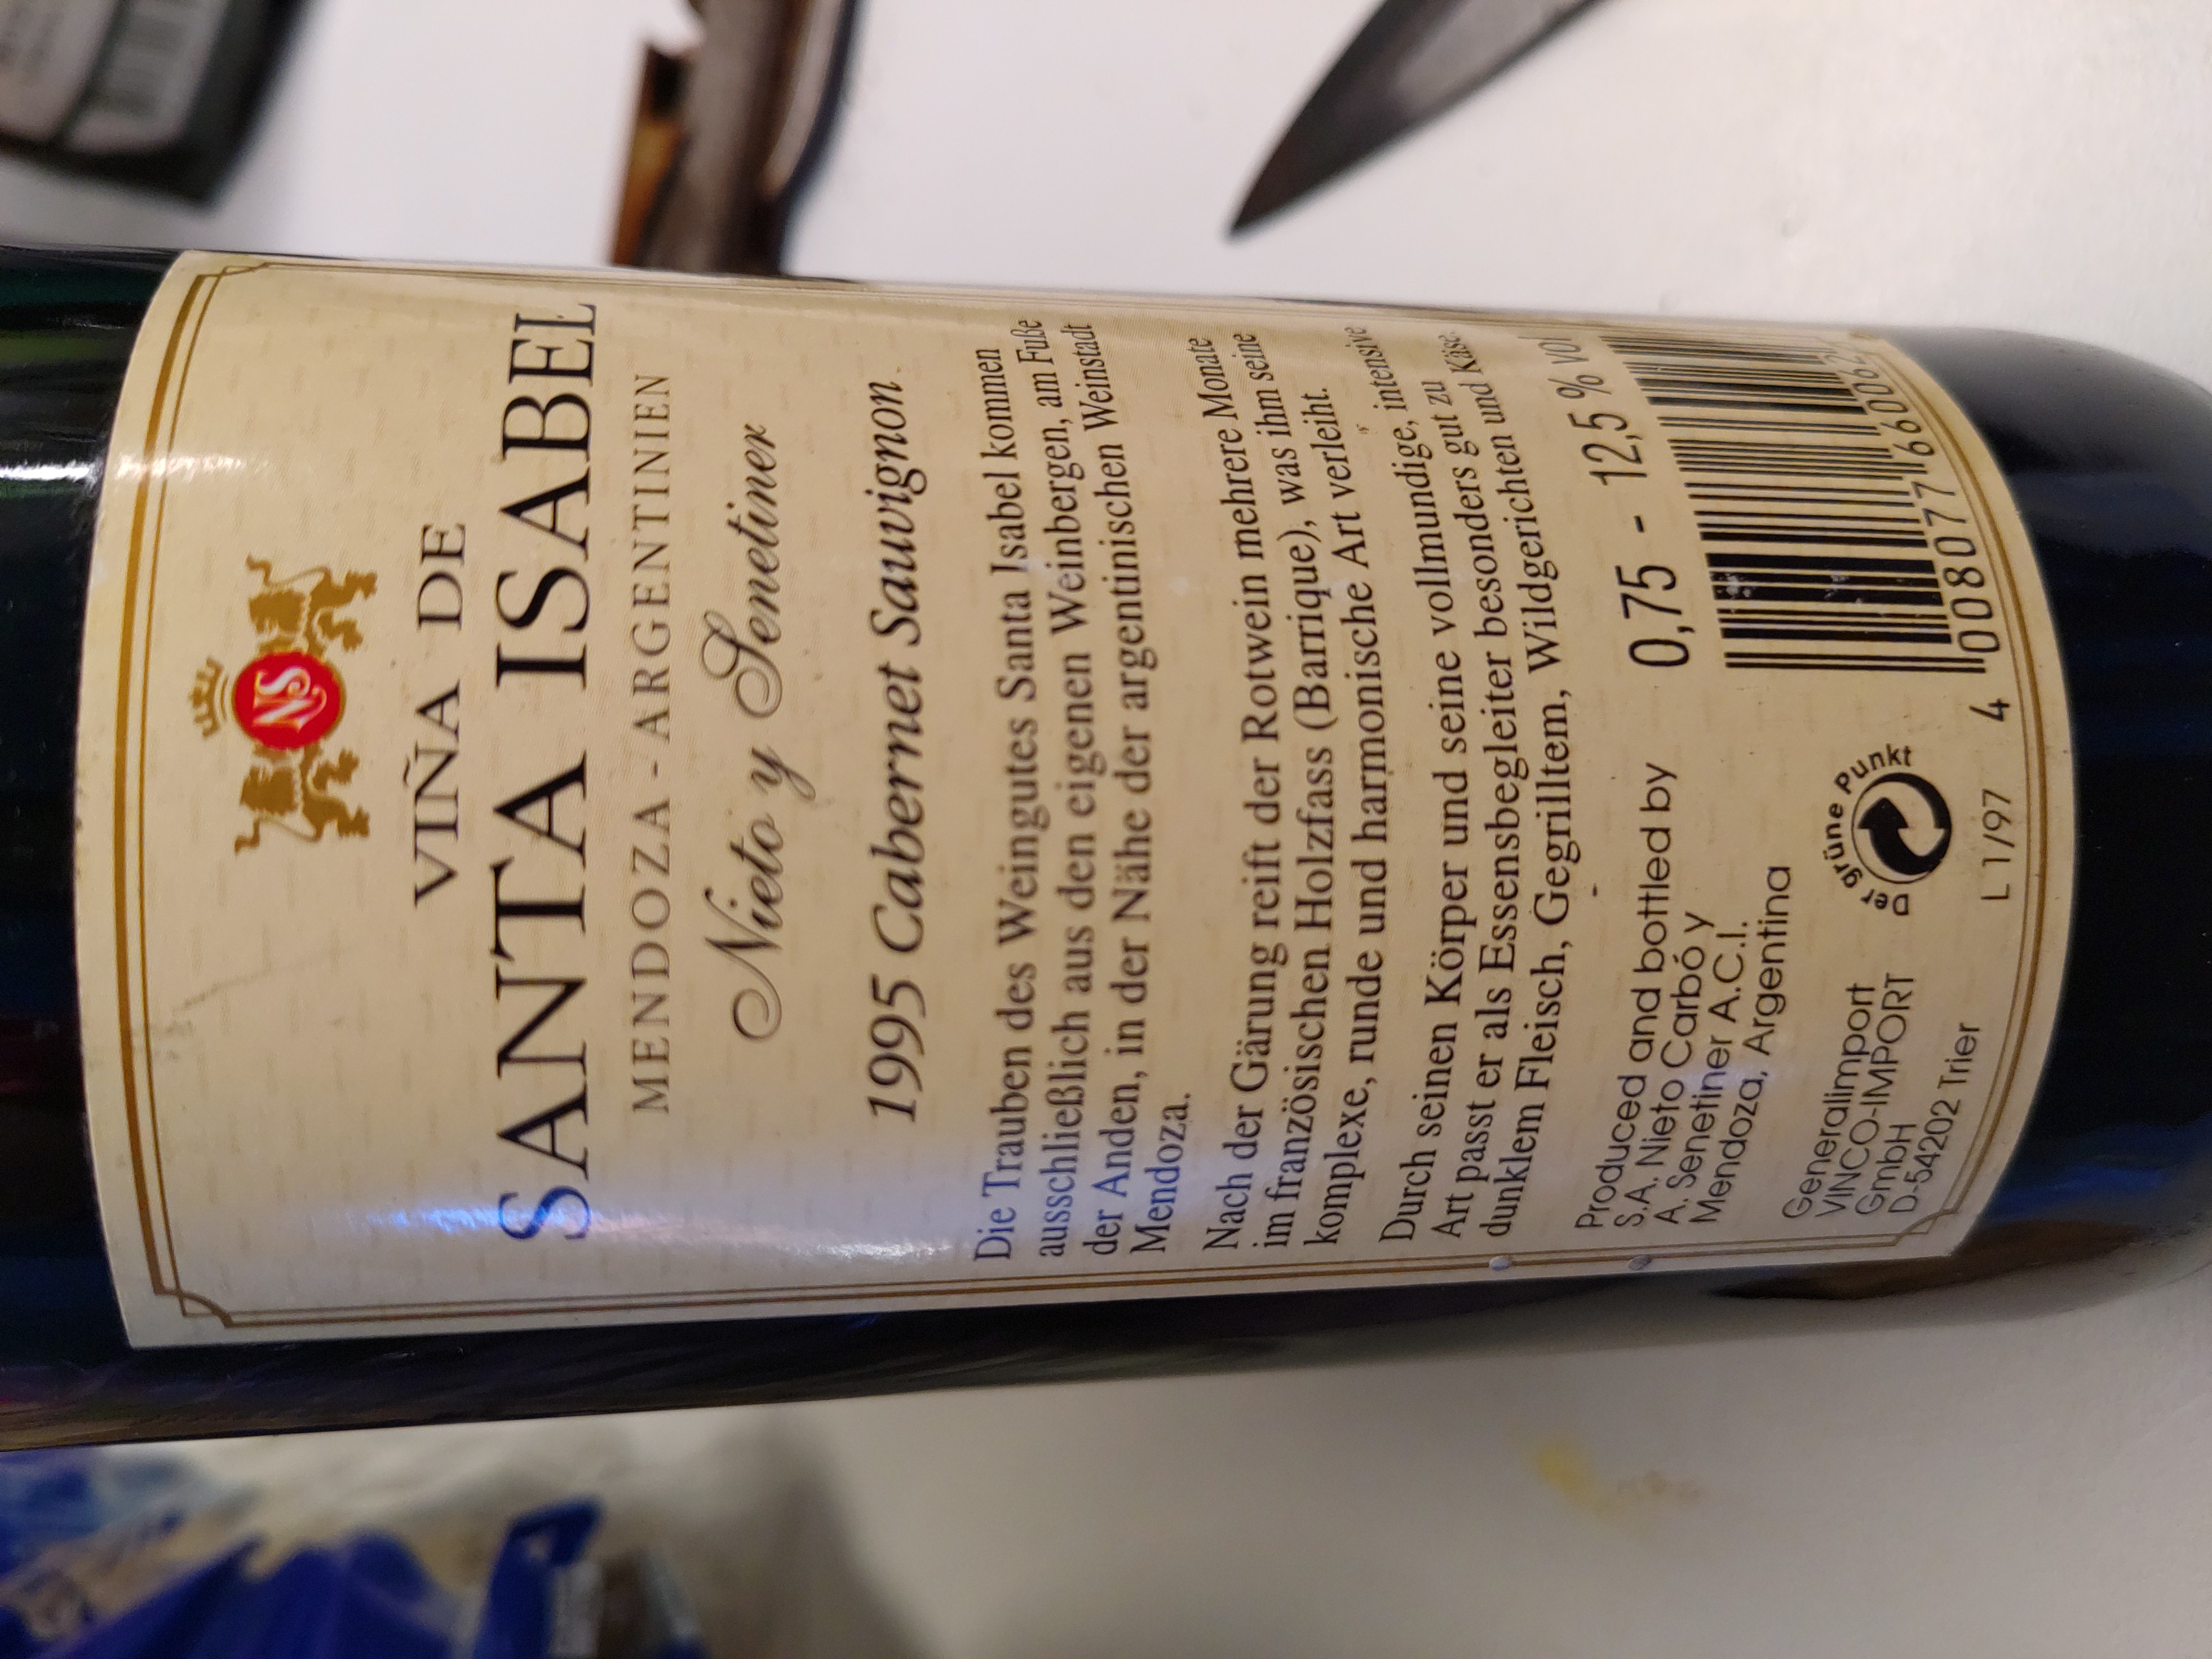 NS
VIÑA DE
SANTA ISABEL
MENDOZA - ARGENTINIEN
Nieto y Senetiner
1995 Cabernet Sauvignon
Die Trauben des Weingutes Santa Isabel kommen
ausschließlich aus den eigenen Weinbergen, am Fuße
der Anden, in der Nähe der argentinischen Weinstadt
Mendoza.
Nach der Gärung reift der Rotwein mehrere Monate
im französischen Holzfass (Barrique), was ihm seine
komplexe, runde und harmonische Art verleiht.
Durch seinen Körper und seine vollmundige, intensive
Art passt er als Essensbegleiter besonders gut zu
dunklem Fleisch, Gegrilltem, Wildgerichten und Käse.
Produced and bottled by
S.A. Nieto Carbó y
A. Senetiner A.C.I.
Mendoza, Argentina
0,75 - 12,5 % vol
Generalimport
VINCO-IMPORT
GmbH
D-54202 Trier
Der grüne Punkt
L 1/97
4 008077 660062